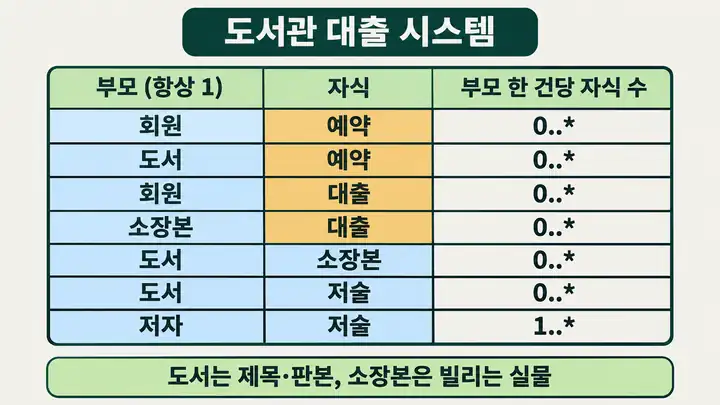 도서관 대출 시스템
부모 (항상 1) 자식 부모 한 건당 자식 수
회원 예약 0..*
도서 예약 0..*
회원 대출 0..*
소장본 대출 0..*
도서 소장본 0..*
도서 저술 0..*
저자 저술 1..*
도서는 제목·판본, 소장본은 빌리는 실물